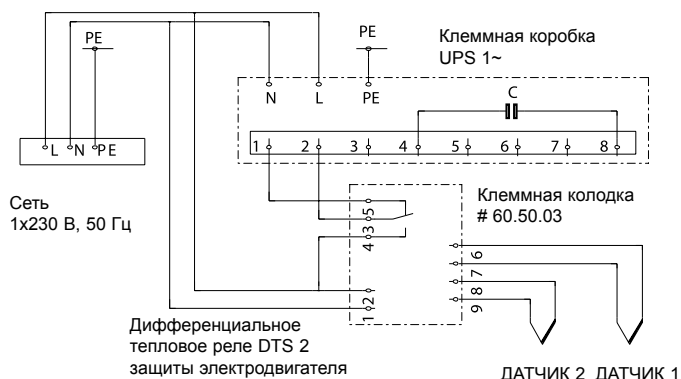 PE
PE
Клеммная коробка
UPS 1~
N L PE
C
L N PE
1 2 3 4 5 6 7 8
Сеть
1x230 В, 50 Гц
Клеммная колодка
# 60.50.03
5
3
4
6
7
8
9
2
1
Дифференциальное
тепловое реле DTS 2
защиты электродвигателя
ДАТЧИК 2 ДАТЧИК 1